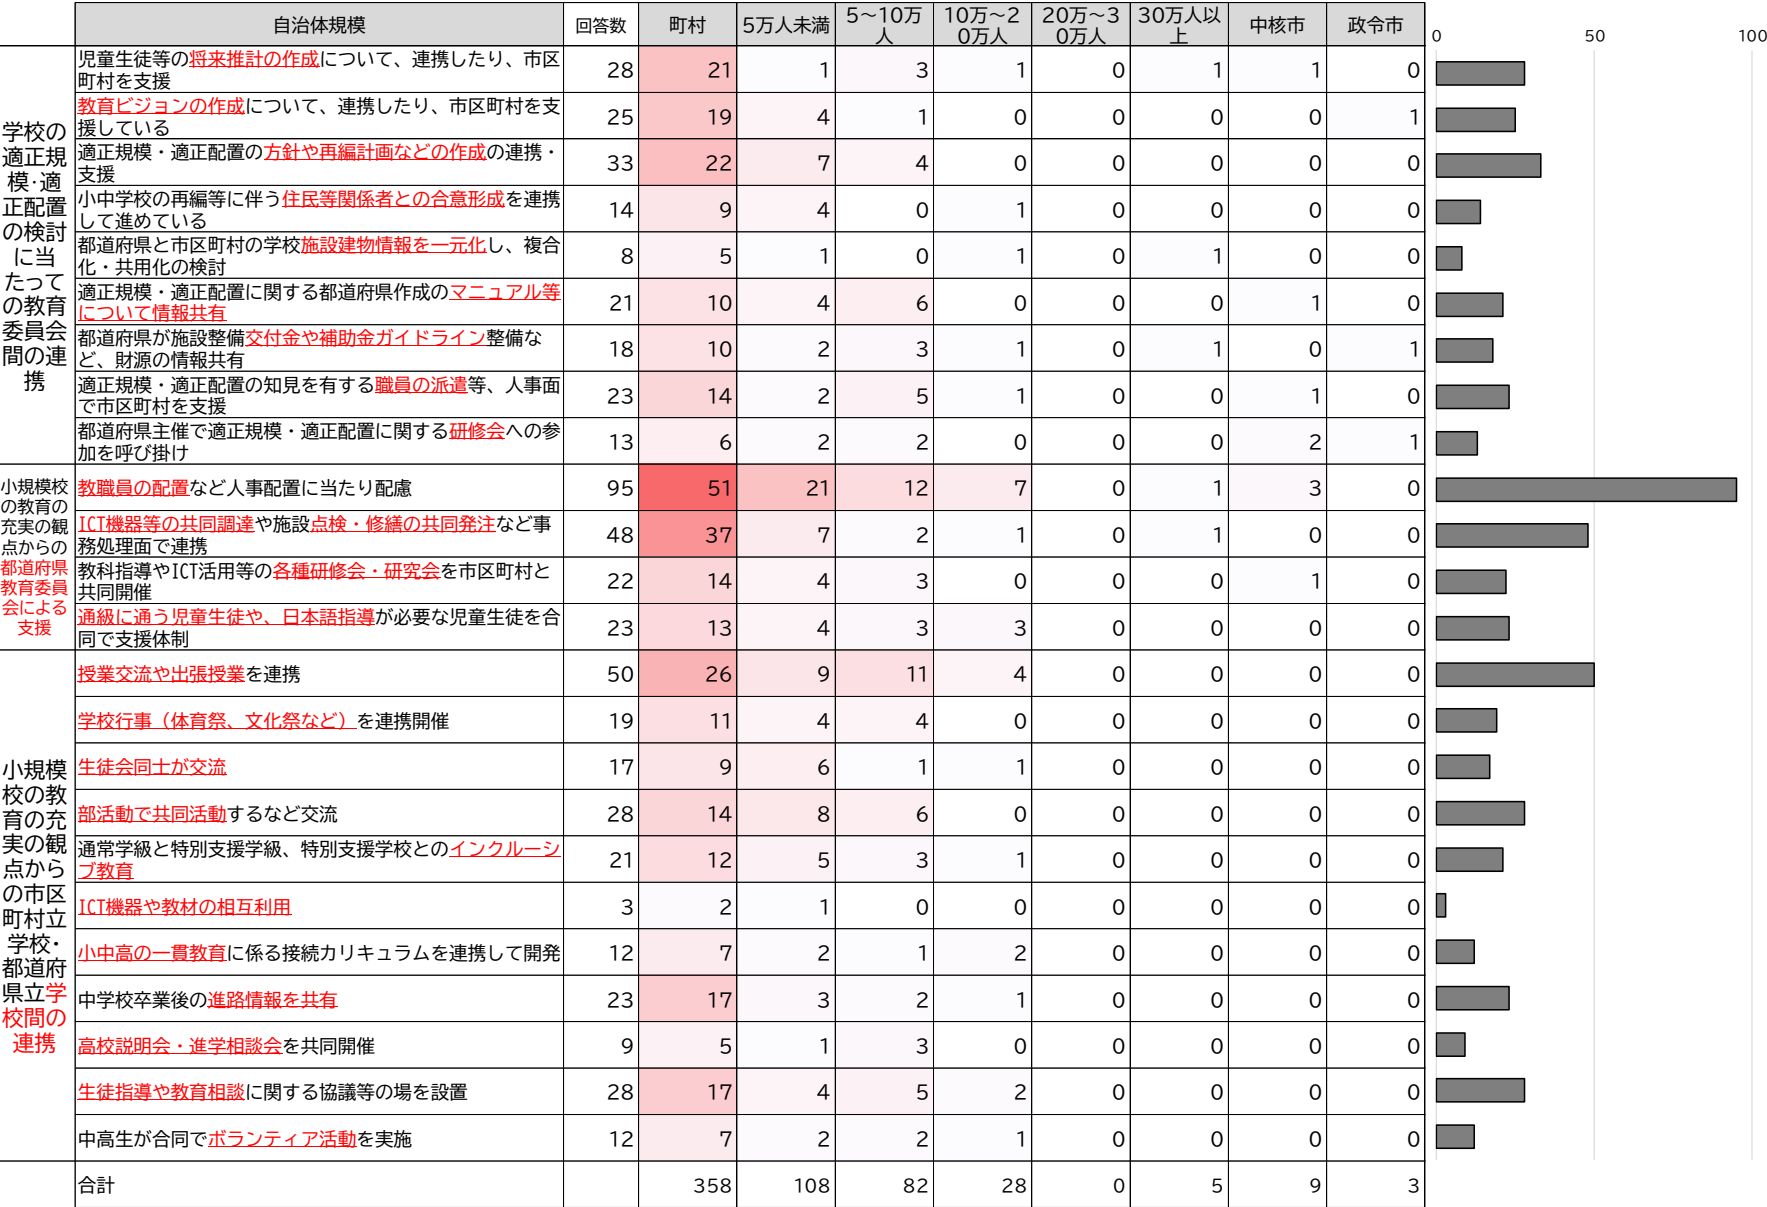 自治体規模 回答数 町村 5万人未満 5～10万人 10万～20万人 20万～30万人 30万人以上 中核市 政令市
0 50 100
学校の適正規模・適正配置の検討に当たっての教育委員会間の連携
児童生徒等の将来推計の作成について、連携したり、市区町村を支援 28 21 1 3 1 0 1 1 0
教育ビジョンの作成について、連携したり、市区町村を支援している 25 19 4 1 0 0 0 0 1
適正規模・適正配置の方針や再編計画などの作成の連携・支援 33 22 7 4 0 0 0 0 0
小中学校の再編等に伴う住民等関係者との合意形成を連携して進めている 14 9 4 0 1 0 0 0 0
都道府県と市区町村の学校施設建物情報を一元化し、複合化・共用化の検討 8 5 1 0 1 0 1 0 0
適正規模・適正配置に関する都道府県作成のマニュアル等について情報共有 21 10 4 6 0 0 0 1 0
都道府県が施設整備交付金や補助金ガイドライン整備など、財源の情報共有 18 10 2 3 1 0 1 0 1
適正規模・適正配置の知見を有する職員の派遣等、人事面で市区町村を支援 23 14 2 5 1 0 0 1 0
都道府県主催で適正規模・適正配置に関する研修会への参加を呼び掛け 13 6 2 2 0 0 0 2 1
小規模校の教育の充実の観点からの都道府県教育委員会による支援
教職員の配置など人事配置に当たり配慮 95 51 21 12 7 0 1 3 0
ICT機器等の共同調達や施設点検・修繕の共同発注など事務処理面で連携 48 37 7 2 1 0 1 0 0
教科指導やICT活用等の各種研修会・研究会を市区町村と共同開催 22 14 4 3 0 0 0 1 0
通級に通う児童生徒や、日本語指導が必要な児童生徒を合同で支援体制 23 13 4 3 3 0 0 0 0
小規模校の教育の充実の観点からの市区町村立学校・都道府県立学校間の連携
授業交流や出張授業を連携 50 26 9 11 4 0 0 0 0
学校行事（体育祭、文化祭など）を連携開催 19 11 4 4 0 0 0 0 0
生徒会同士が交流 17 9 6 1 1 0 0 0 0
部活動で共同活動するなど交流 28 14 8 6 0 0 0 0 0
通常学級と特別支援学級、特別支援学校とのインクルーシブ教育 21 12 5 3 1 0 0 0 0
ICT機器や教材の相互利用 3 2 1 0 0 0 0 0 0
小中高の一貫教育に係る接続カリキュラムを連携して開発 12 7 2 1 2 0 0 0 0
中学校卒業後の進路情報を共有 23 17 3 2 1 0 0 0 0
高校説明会・進学相談会を共同開催 9 5 1 3 0 0 0 0 0
生徒指導や教育相談に関する協議等の場を設置 28 17 4 5 2 0 0 0 0
中高生が合同でボランティア活動を実施 12 7 2 2 1 0 0 0 0
合計 358 108 82 28 0 5 9 3